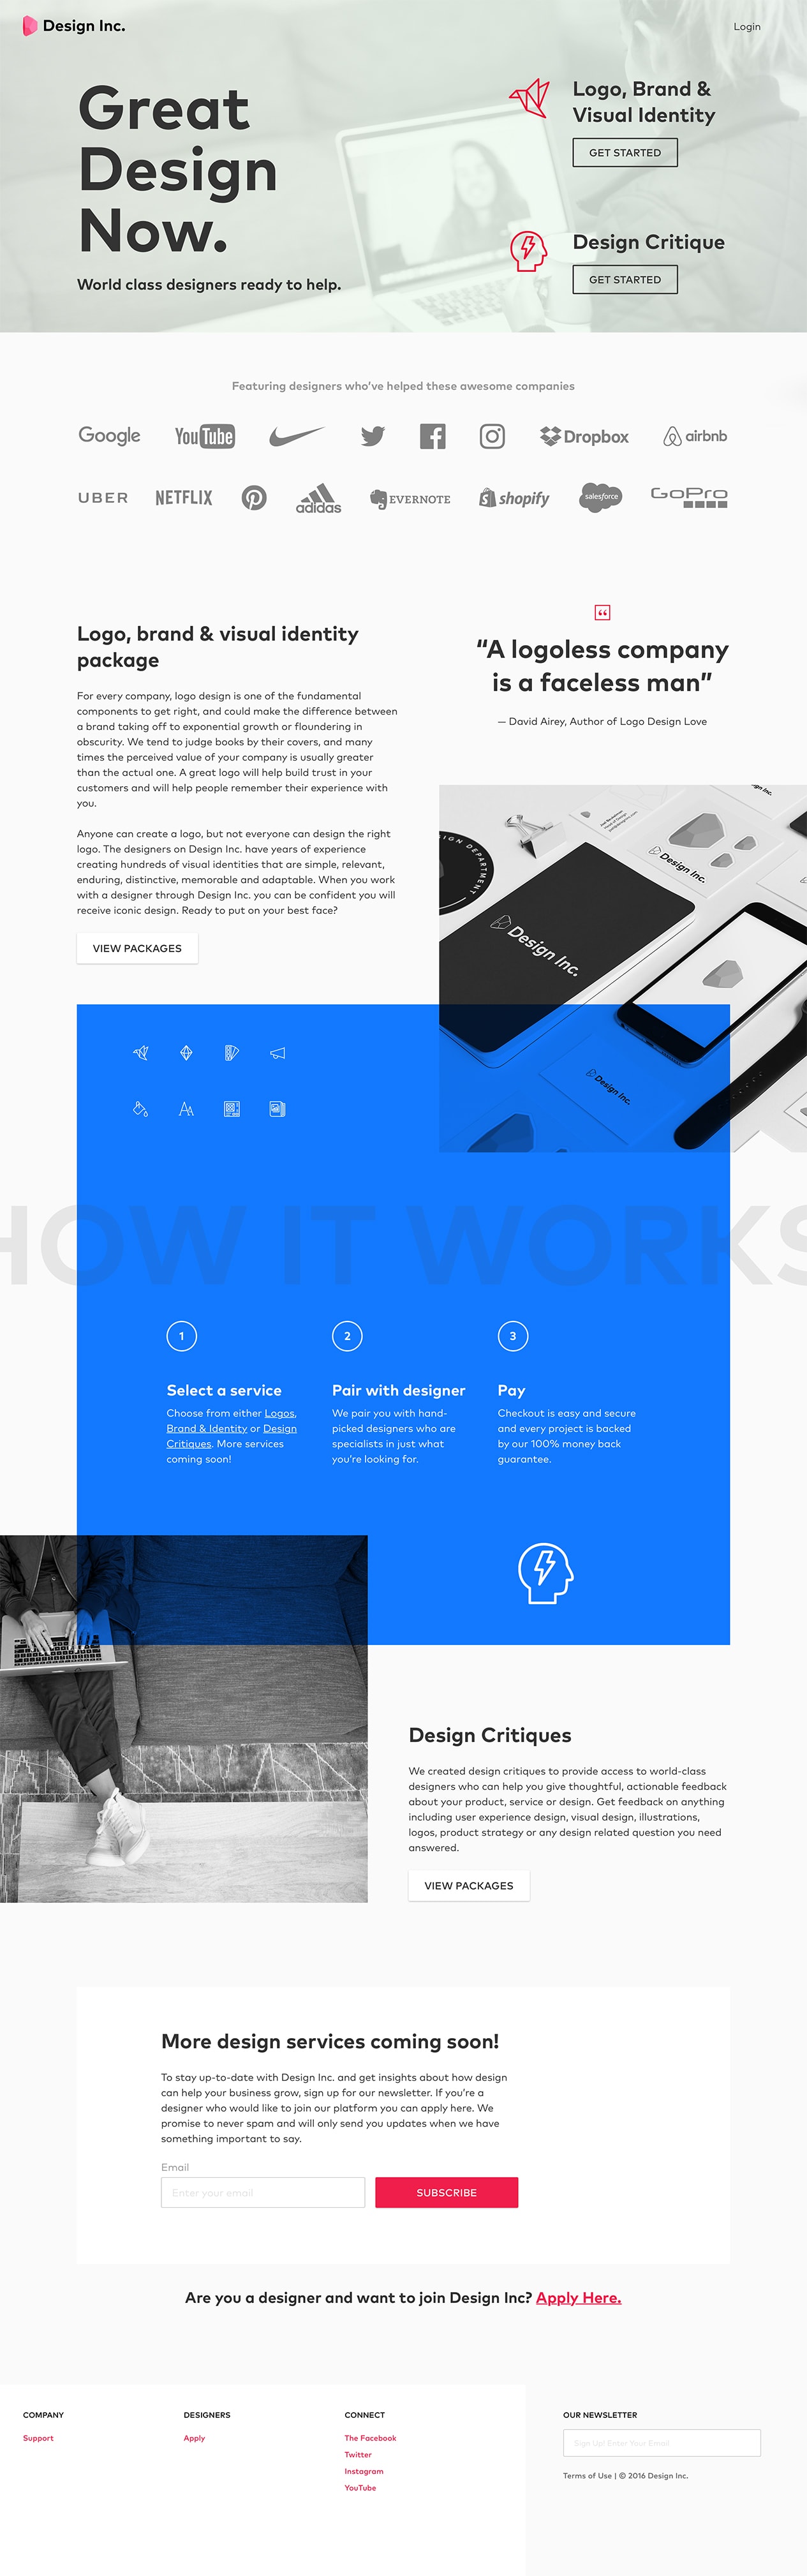 Design Inc.
Login
Great
Design
Now.
World class designers ready to help.
Logo, Brand &
Visual Identity
GET STARTED
Design Critique
GET STARTED
Featuring designers who've helped these awesome companies
Google
YouTube
Dropbox
airbnb
UBER
NETFLIX
adidas
EVERNOTE
shopify
salesforce
GoPro
Logo, brand & visual identity
package
For every company, logo design is one of the fundamental
components to get right, and could make the difference between
a brand taking off to exponential growth or floundering in
obscurity. We tend to judge books by their covers, and many
times the perceived value of your company is usually greater
than the actual one. A great logo will help build trust in your
customers and will help people remember their experience with
you.
Anyone can create a logo, but not everyone can design the right
logo. The designers on Design Inc. have years of experience
creating hundreds of visual identities that are simple, relevant,
enduring, distinctive, memorable and adaptable. When you work
with a designer through Design Inc. you can be confident you will
receive iconic design. Ready to put on your best face?
VIEW PACKAGES
“A logoless company
is a faceless man”
— David Airey, Author of Logo Design Love
IGN DEPARTMENT
Design Inc.
Design Inc.
Design Inc.
HOW IT WORKS
1
Select a service
Choose from either Logos,
Brand & Identity or Design
Critiques. More services
coming soon!
2
Pair with designer
We pair you with hand-
picked designers who are
specialists in just what
you're looking for.
3
Pay
Checkout is easy and secure
and every project is backed
by our 100% money back
guarantee.
Design Critiques
We created design critiques to provide access to world-class
designers who can help you give thoughtful, actionable feedback
about your product, service or design. Get feedback on anything
including user experience design, visual design, illustrations,
logos, product strategy or any design related question you need
answered.
VIEW PACKAGES
More design services coming soon!
To stay up-to-date with Design Inc. and get insights about how design
can help your business grow, sign up for our newsletter. If you're a
designer who would like to join our platform you can apply here. We
promise to never spam and will only send you updates when we have
something important to say.
Email
Enter your email
SUBSCRIBE
Are you a designer and want to join Design Inc? Apply Here.
COMPANY
Support
DESIGNERS
Apply
CONNECT
The Facebook
Twitter
Instagram
YouTube
OUR NEWSLETTER
Sign Up! Enter Your Email
Terms of Use | © 2016 Design Inc.